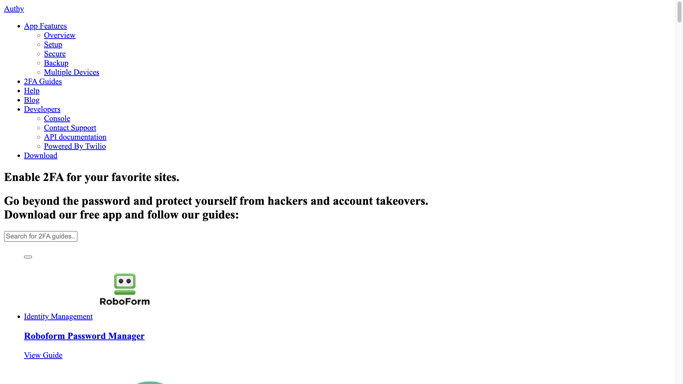 Authy
App Features
Overview
Setup
Secure
Backup
Multiple Devices
2FA Guides
Help
Blog
Developers
Console
Contact Support
API documentation
Powered By Twilio
Download
Enable 2FA for your favorite sites.
Go beyond the password and protect yourself from hackers and account takeovers.
Download our free app and follow our guides:
Search for 2FA guides..
RoboForm
Identity Management
Roboform Password Manager
View Guide